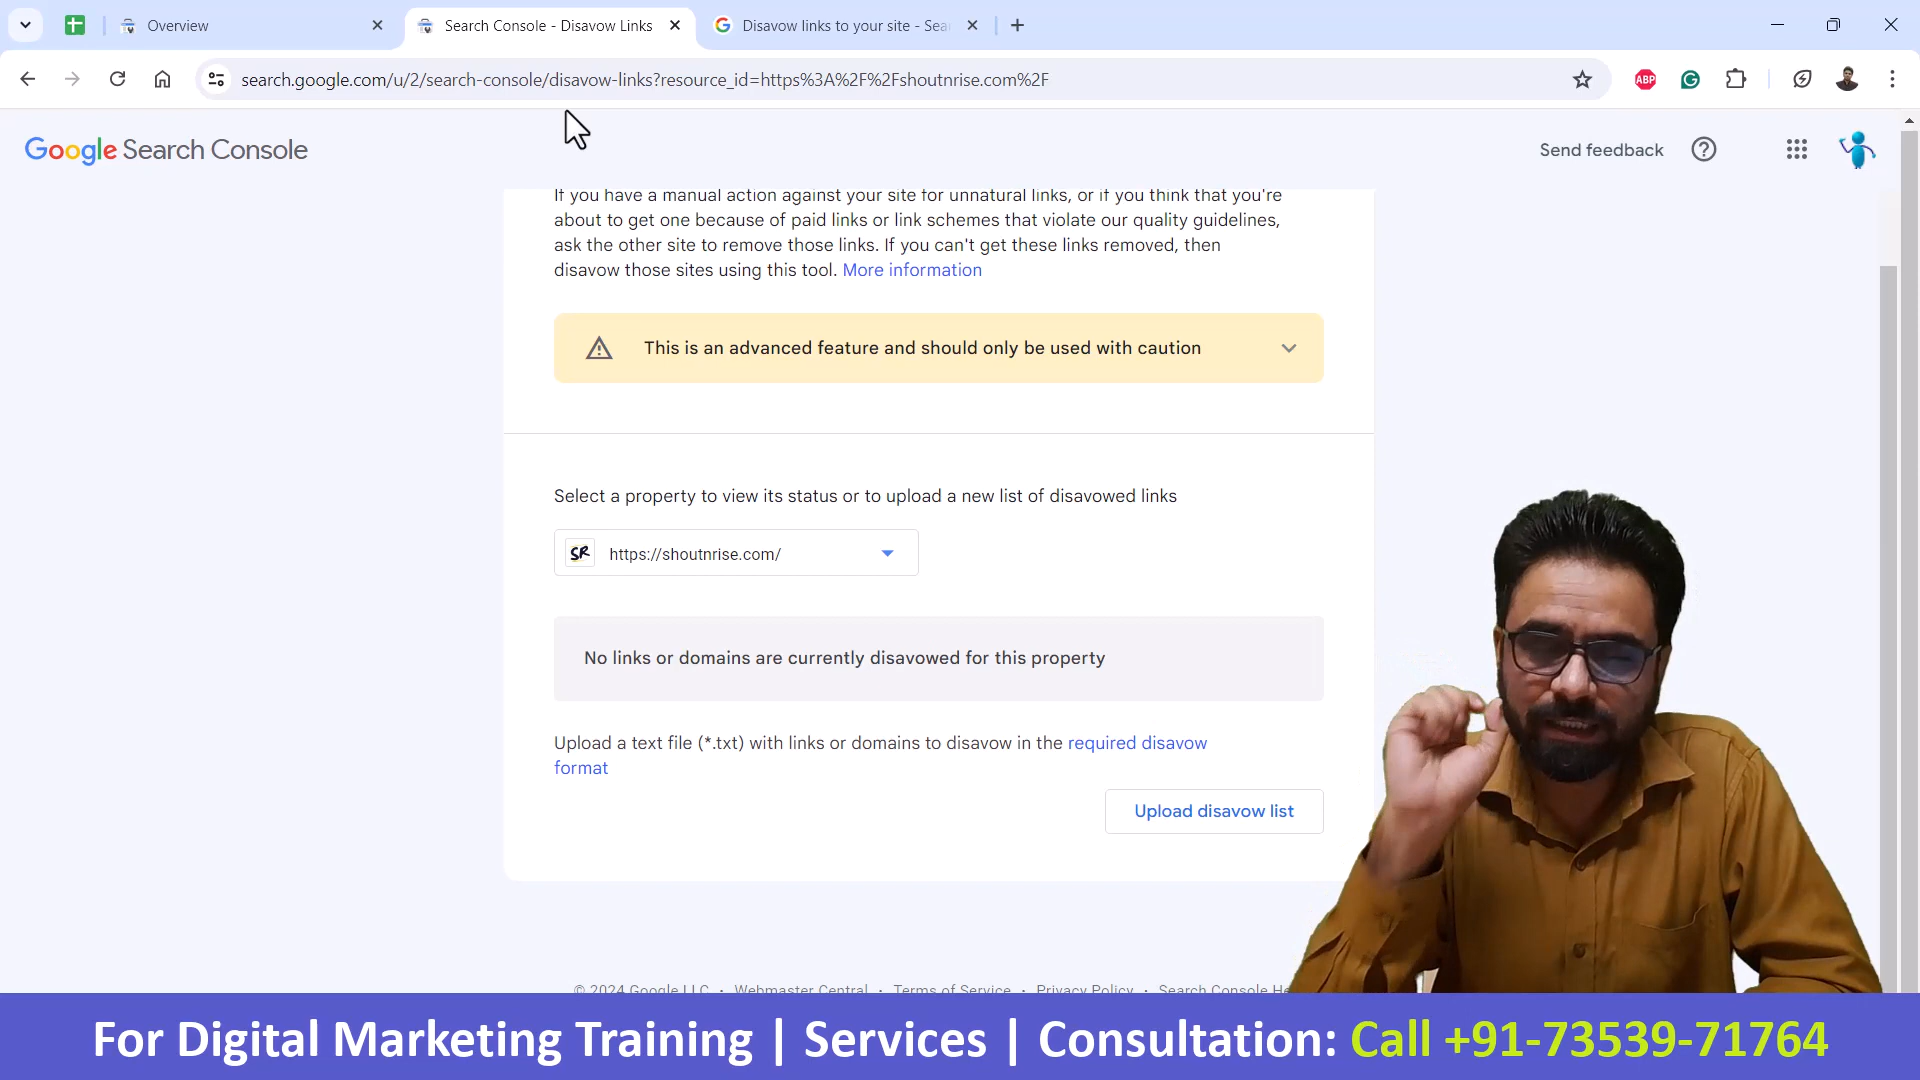 Overview
Search Console - Disavow Links
Disavow links to your site - Sea
search.google.com/u/2/search-console/disavow-links?resource_id=https%3A%2F%2Fshoutnrise.com%2F
ABP
Google Search Console
Send feedback
If you have a manual action against your site for unnatural links, or if you think that you're
about to get one because of paid links or link schemes that violate our quality guidelines,
ask the other site to remove those links. If you can't get these links removed, then
disavow those sites using this tool. More information
This is an advanced feature and should only be used with caution
Select a property to view its status or to upload a new list of disavowed links
SR https://shoutnrise.com/
No links or domains are currently disavowed for this property
Upload a text file (*.txt) with links or domains to disavow in the required disavow
format
Upload disavow list
© 2024 Google LLC · Webmaster Central · Terms of Service · Privacy Policy · Search Console He
For Digital Marketing Training | Services | Consultation: Call +91-73539-71764